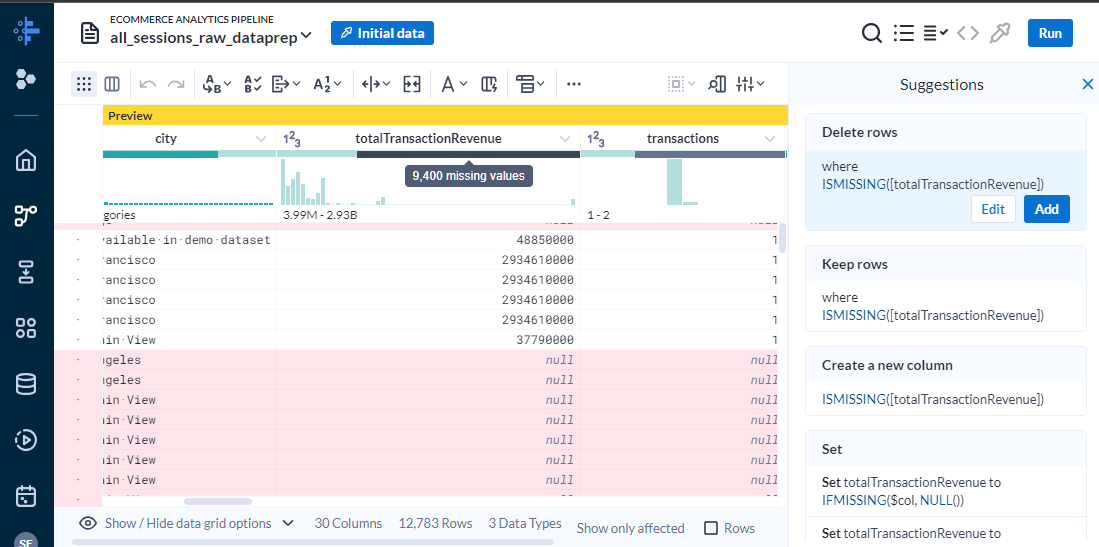 ECOMMERCE ANALYTICS PIPELINE
all_sessions_raw_dataprep
Initial data
Run
Suggestions
Preview
city
totalTransactionRevenue
transactions
9,400 missing values
gories
3.99M - 2.93B
1 - 2
vailable·in·demo·dataset 48850000 1
rancisco 2934610000 1
rancisco 2934610000 1
rancisco 2934610000 1
rancisco 2934610000 1
ain·View 37790000 1
ngeles null null
ngeles null null
ain·View null null
ain·View null null
ain·View null null
ain·View null null
ain·View null null
Show / Hide data grid options
30 Columns
12,783 Rows
3 Data Types
Show only affected
Rows
Delete rows
where
ISMISSING([totalTransactionRevenue])
Edit
Add
Keep rows
where
ISMISSING([totalTransactionRevenue])
Create a new column
ISMISSING([totalTransactionRevenue])
Set
Set totalTransactionRevenue to
IFMISSING($col, NULL())
Set totalTransactionRevenue to
SF